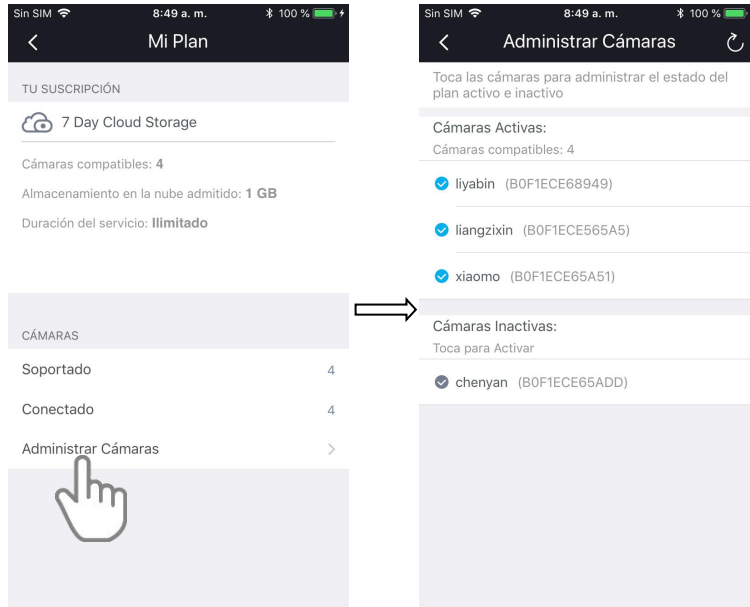 Sin SIM 8:49 a. m. 100 %
Mi Plan
TU SUSCRIPCIÓN
7 Day Cloud Storage
Cámaras compatibles: 4
Almacenamiento en la nube admitido: 1 GB
Duración del servicio: Ilimitado
CÁMARAS
Soportado 4
Conectado 4
Administrar Cámaras
Sin SIM 8:49 a. m. 100 %
Administrar Cámaras
Toca las cámaras para administrar el estado del
plan activo e inactivo
Cámaras Activas:
Cámaras compatibles: 4
liyabin (B0F1ECE68949)
liangzixin (B0F1ECE565A5)
xiaomo (B0F1ECE65A51)
Cámaras Inactivas:
Toca para Activar
chenyan (B0F1ECE65ADD)